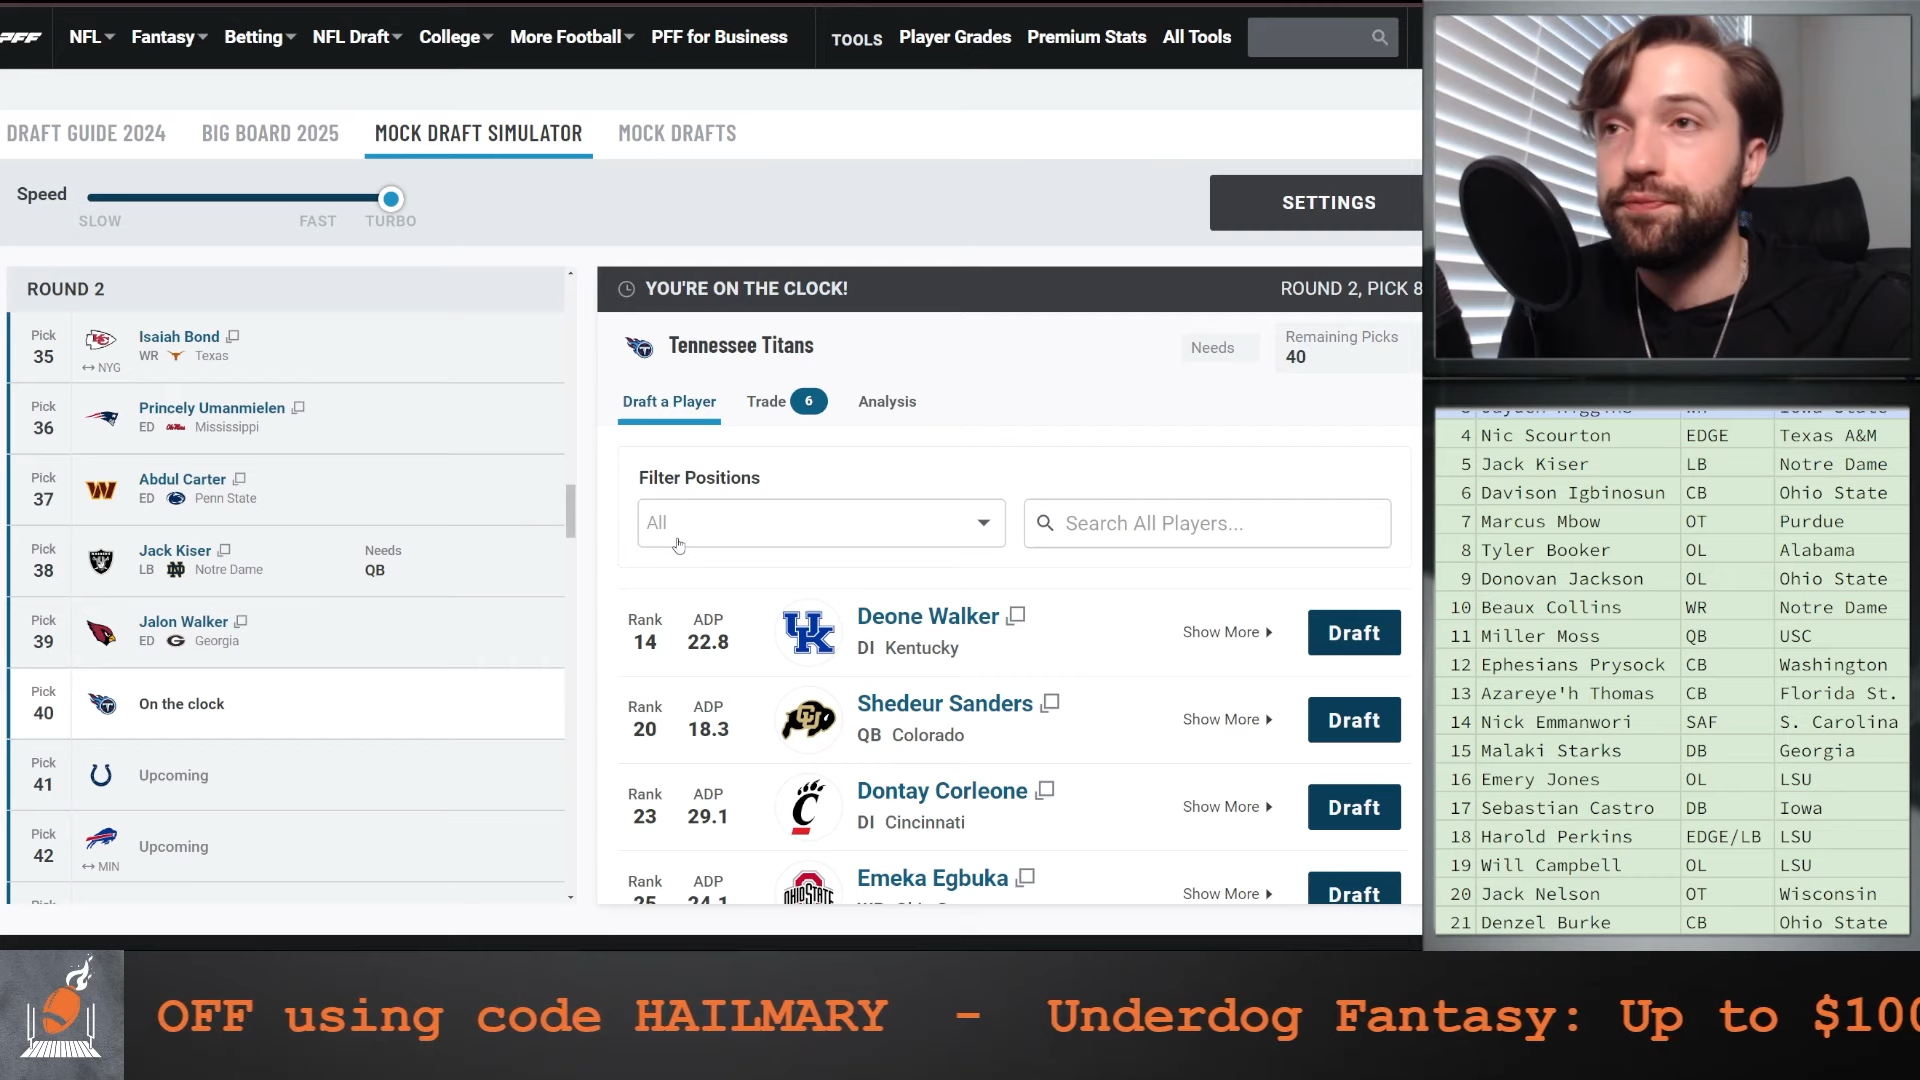 PFF
NFL
Fantasy
Betting
NFL Draft
College
More Football
PFF for Business
TOOLS
Player Grades
Premium Stats
All Tools
DRAFT GUIDE 2024
BIG BOARD 2025
MOCK DRAFT SIMULATOR
MOCK DRAFTS
Speed
SLOW
FAST
TURBO
SETTINGS
ROUND 2
Pick 35
Isaiah Bond
WR Texas
↔ NYG
Pick 36
Princely Umanmielen
ED Mississippi
Pick 37
Abdul Carter
ED Penn State
Pick 38
Jack Kiser
LB Notre Dame
Needs
QB
Pick 39
Jalon Walker
ED Georgia
Pick 40
On the clock
Pick 41
Upcoming
Pick 42
Upcoming
↔ MIN
YOU'RE ON THE CLOCK!
ROUND 2, PICK 8
Tennessee Titans
Needs
Remaining Picks
40
Draft a Player
Trade 6
Analysis
Filter Positions
All
Search All Players...
Rank 14
ADP 22.8
Deone Walker
DI Kentucky
Show More
Draft
Rank 20
ADP 18.3
Shedeur Sanders
QB Colorado
Show More
Draft
Rank 23
ADP 29.1
Dontay Corleone
DI Cincinnati
Show More
Draft
Rank 25
ADP 24.1
Emeka Egbuka
Show More
Draft
4 Nic Scourton EDGE Texas A&M
5 Jack Kiser LB Notre Dame
6 Davison Igbinosun CB Ohio State
7 Marcus Mbow OT Purdue
8 Tyler Booker OL Alabama
9 Donovan Jackson OL Ohio State
10 Beaux Collins WR Notre Dame
11 Miller Moss QB USC
12 Ephesians Prysock CB Washington
13 Azareye'h Thomas CB Florida St.
14 Nick Emmanwori SAF S. Carolina
15 Malaki Starks DB Georgia
16 Emery Jones OL LSU
17 Sebastian Castro DB Iowa
18 Harold Perkins EDGE/LB LSU
19 Will Campbell OL LSU
20 Jack Nelson OT Wisconsin
21 Denzel Burke CB Ohio State
OFF using code HAILMARY - Underdog Fantasy: Up to $100